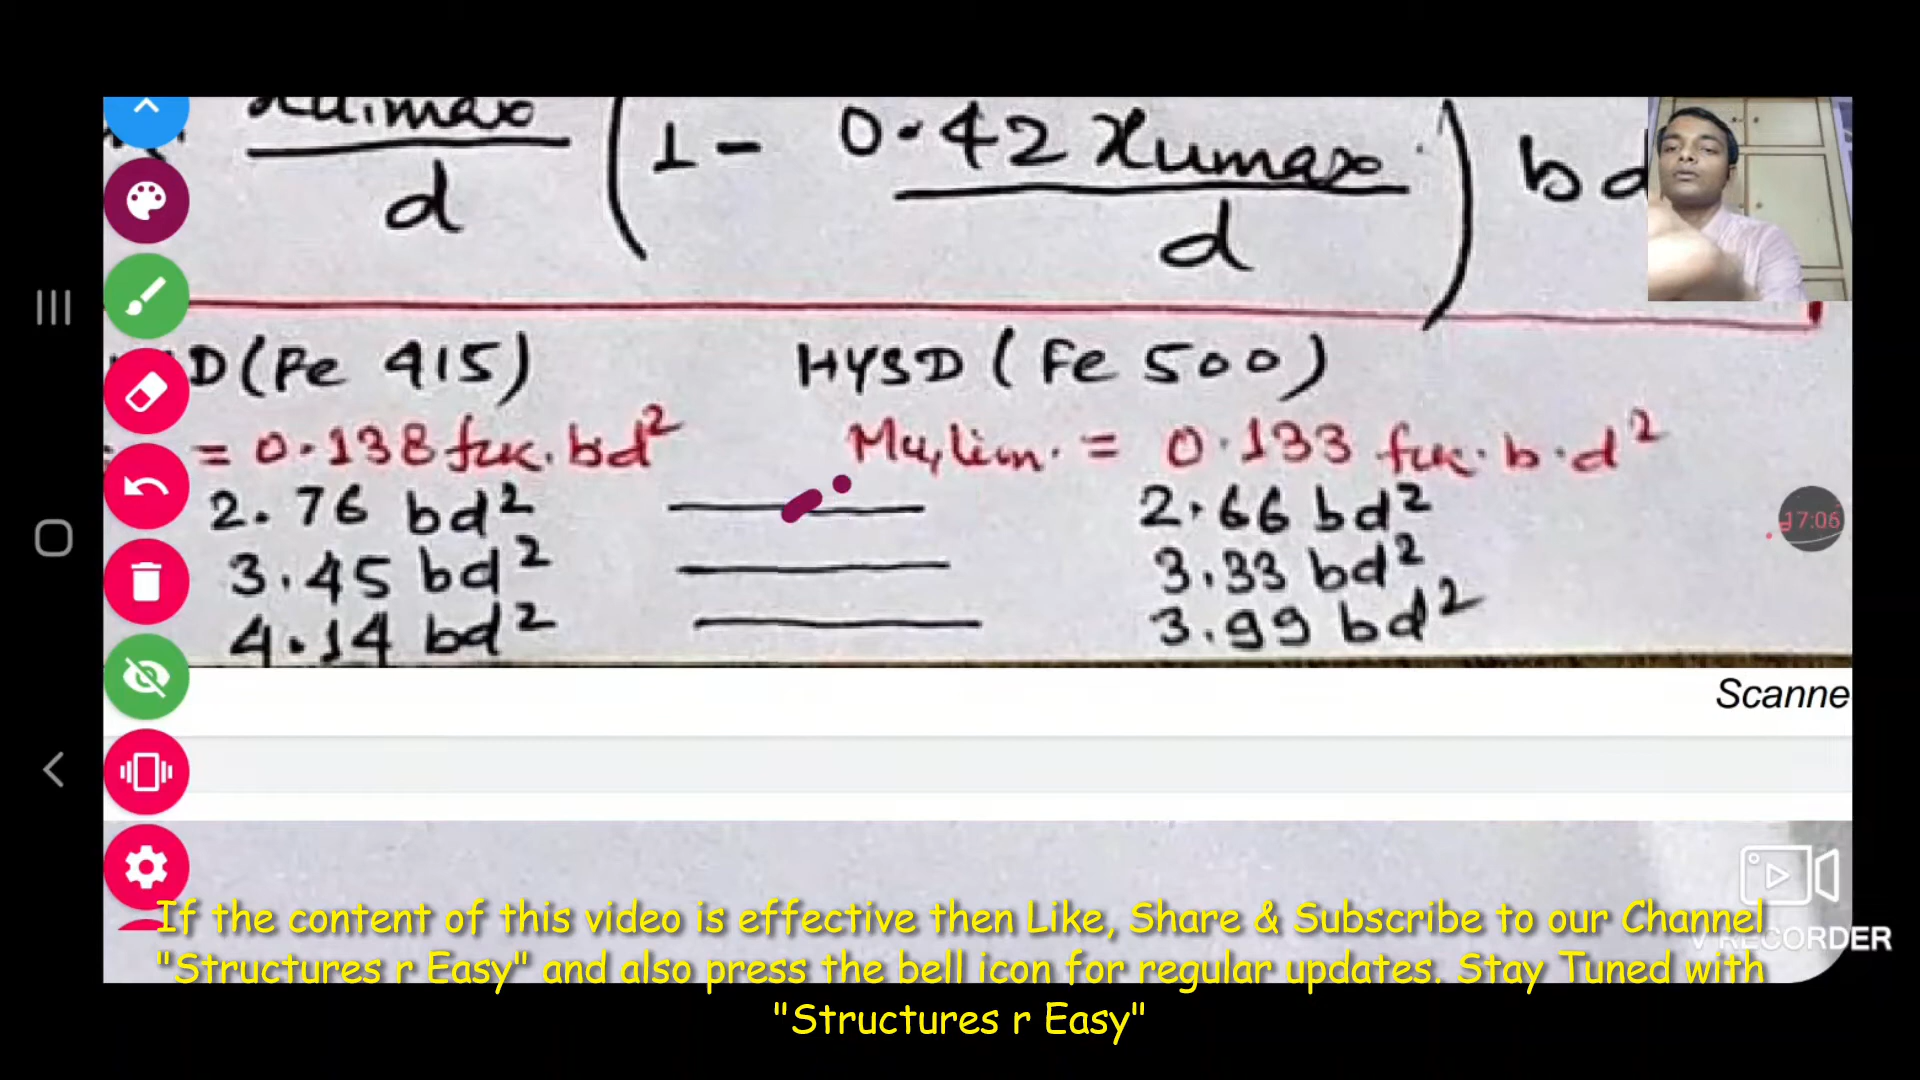 xu,max / d ( 1 - 0.42 xumax / d ) bd
D (Fe 415) HYSD (Fe 500)
= 0.138 fck. bd² Mu,lim. = 0.133 fck. b.d²
2.76 bd² 2.66 bd²
3.45 bd² 3.33 bd²
4.14 bd² 3.99 bd²
17:06
Scanne
RECORDER
If the content of this video is effective then Like, Share & Subscribe to our Channel
"Structures r Easy" and also press the bell icon for regular updates. Stay Tuned with
"Structures r Easy"